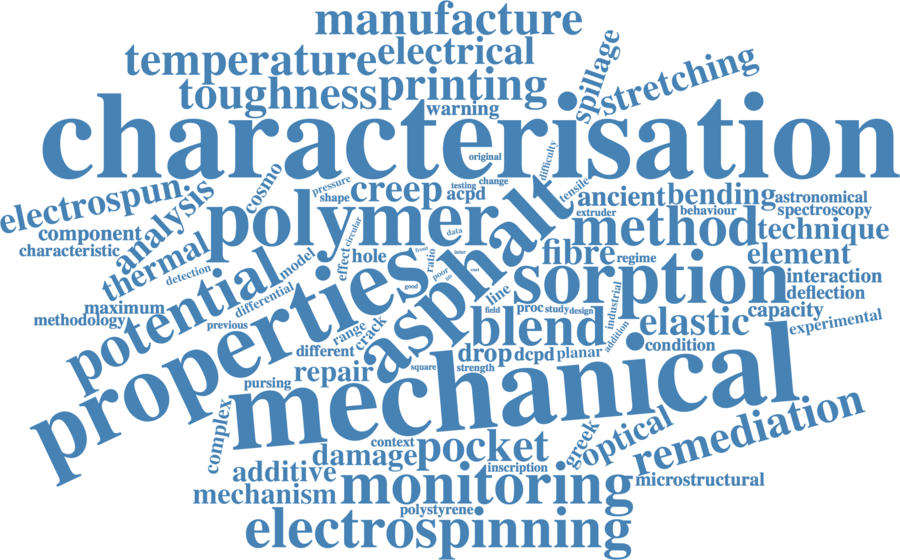 manufacture
temperature electrical
spillage
stretching
toughness printing
warning
characterisation
original
difficulty
electrospun
cosmo
pressure
shape
creep
testing
change
acpd
tensile
ancient bending
astronomical
component
analysis
polymer
asphalt
extruder
behaviour
spectroscopy
method
technique
characteristic
thermal
circular
data
fibre
regime
element
detection
model
effect
hole
ratio
front
inter
poor
life
cast
sorption
interaction
deflection
potential
differential
properties
good
line
field
proc
study
design
industrial
addition
elastic
capacity
experimental
maximum
methodology
previous
range
crack
blend
different
drop
dcpd
planar
condition
pursing
repair
square
strength
mechanical
complex
context
damage
pocket
greek
optical
remediation
additive
inscription
microstructural
mechanism
monitoring
polystyrene
electrospinning